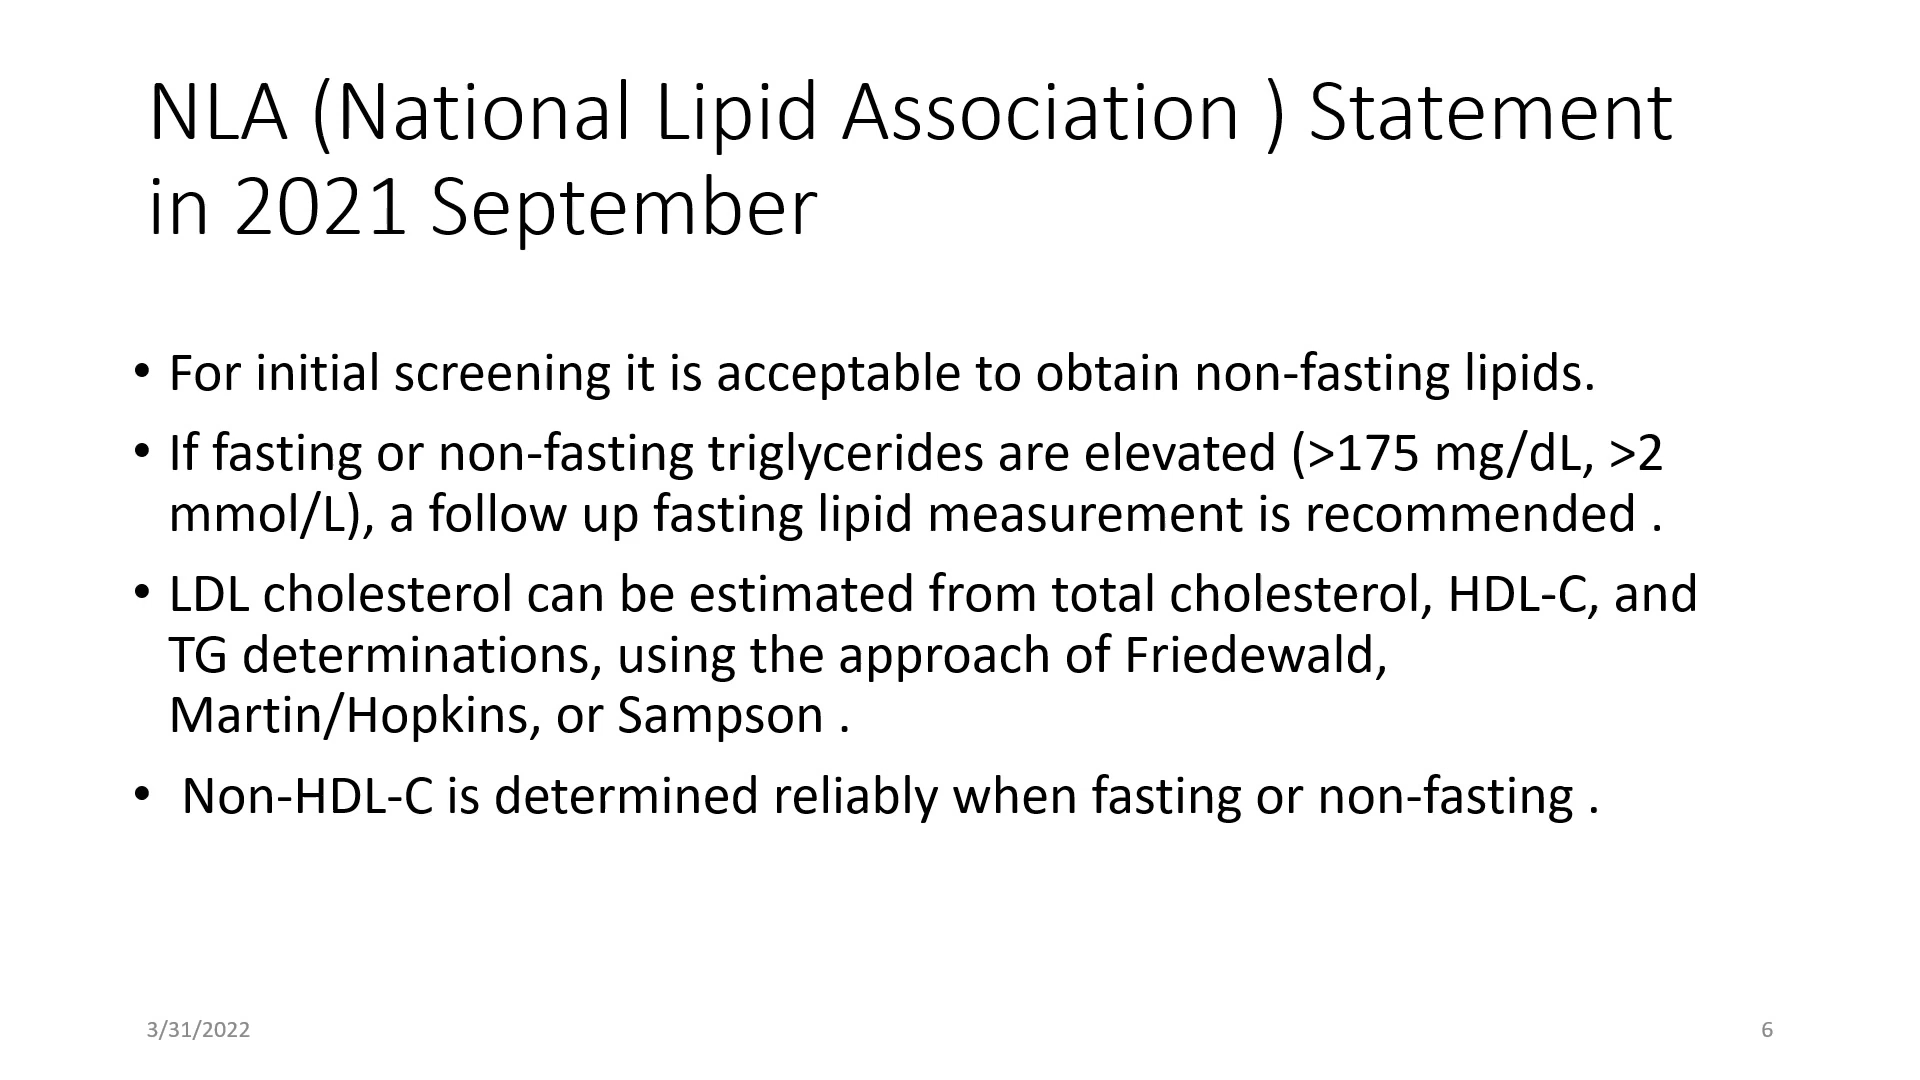 NLA (National Lipid Association ) Statement
in 2021 September
• For initial screening it is acceptable to obtain non-fasting lipids.
• If fasting or non-fasting triglycerides are elevated (>175 mg/dL, >2
mmol/L), a follow up fasting lipid measurement is recommended .
• LDL cholesterol can be estimated from total cholesterol, HDL-C, and
TG determinations, using the approach of Friedewald,
Martin/Hopkins, or Sampson .
• Non-HDL-C is determined reliably when fasting or non-fasting .
3/31/2022
6